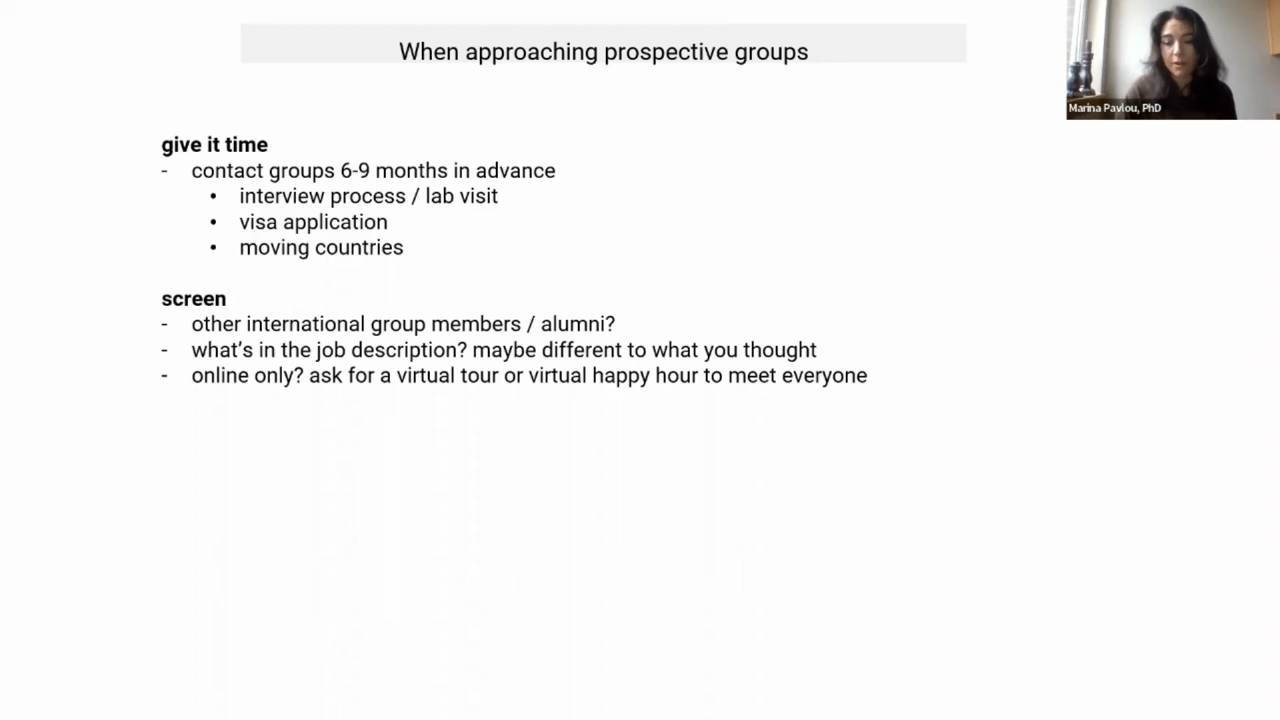 When approaching prospective groups
Marina Pavlou, PhD
give it time
- contact groups 6-9 months in advance
• interview process / lab visit
• visa application
• moving countries
screen
- other international group members / alumni?
- what's in the job description? maybe different to what you thought
- online only? ask for a virtual tour or virtual happy hour to meet everyone